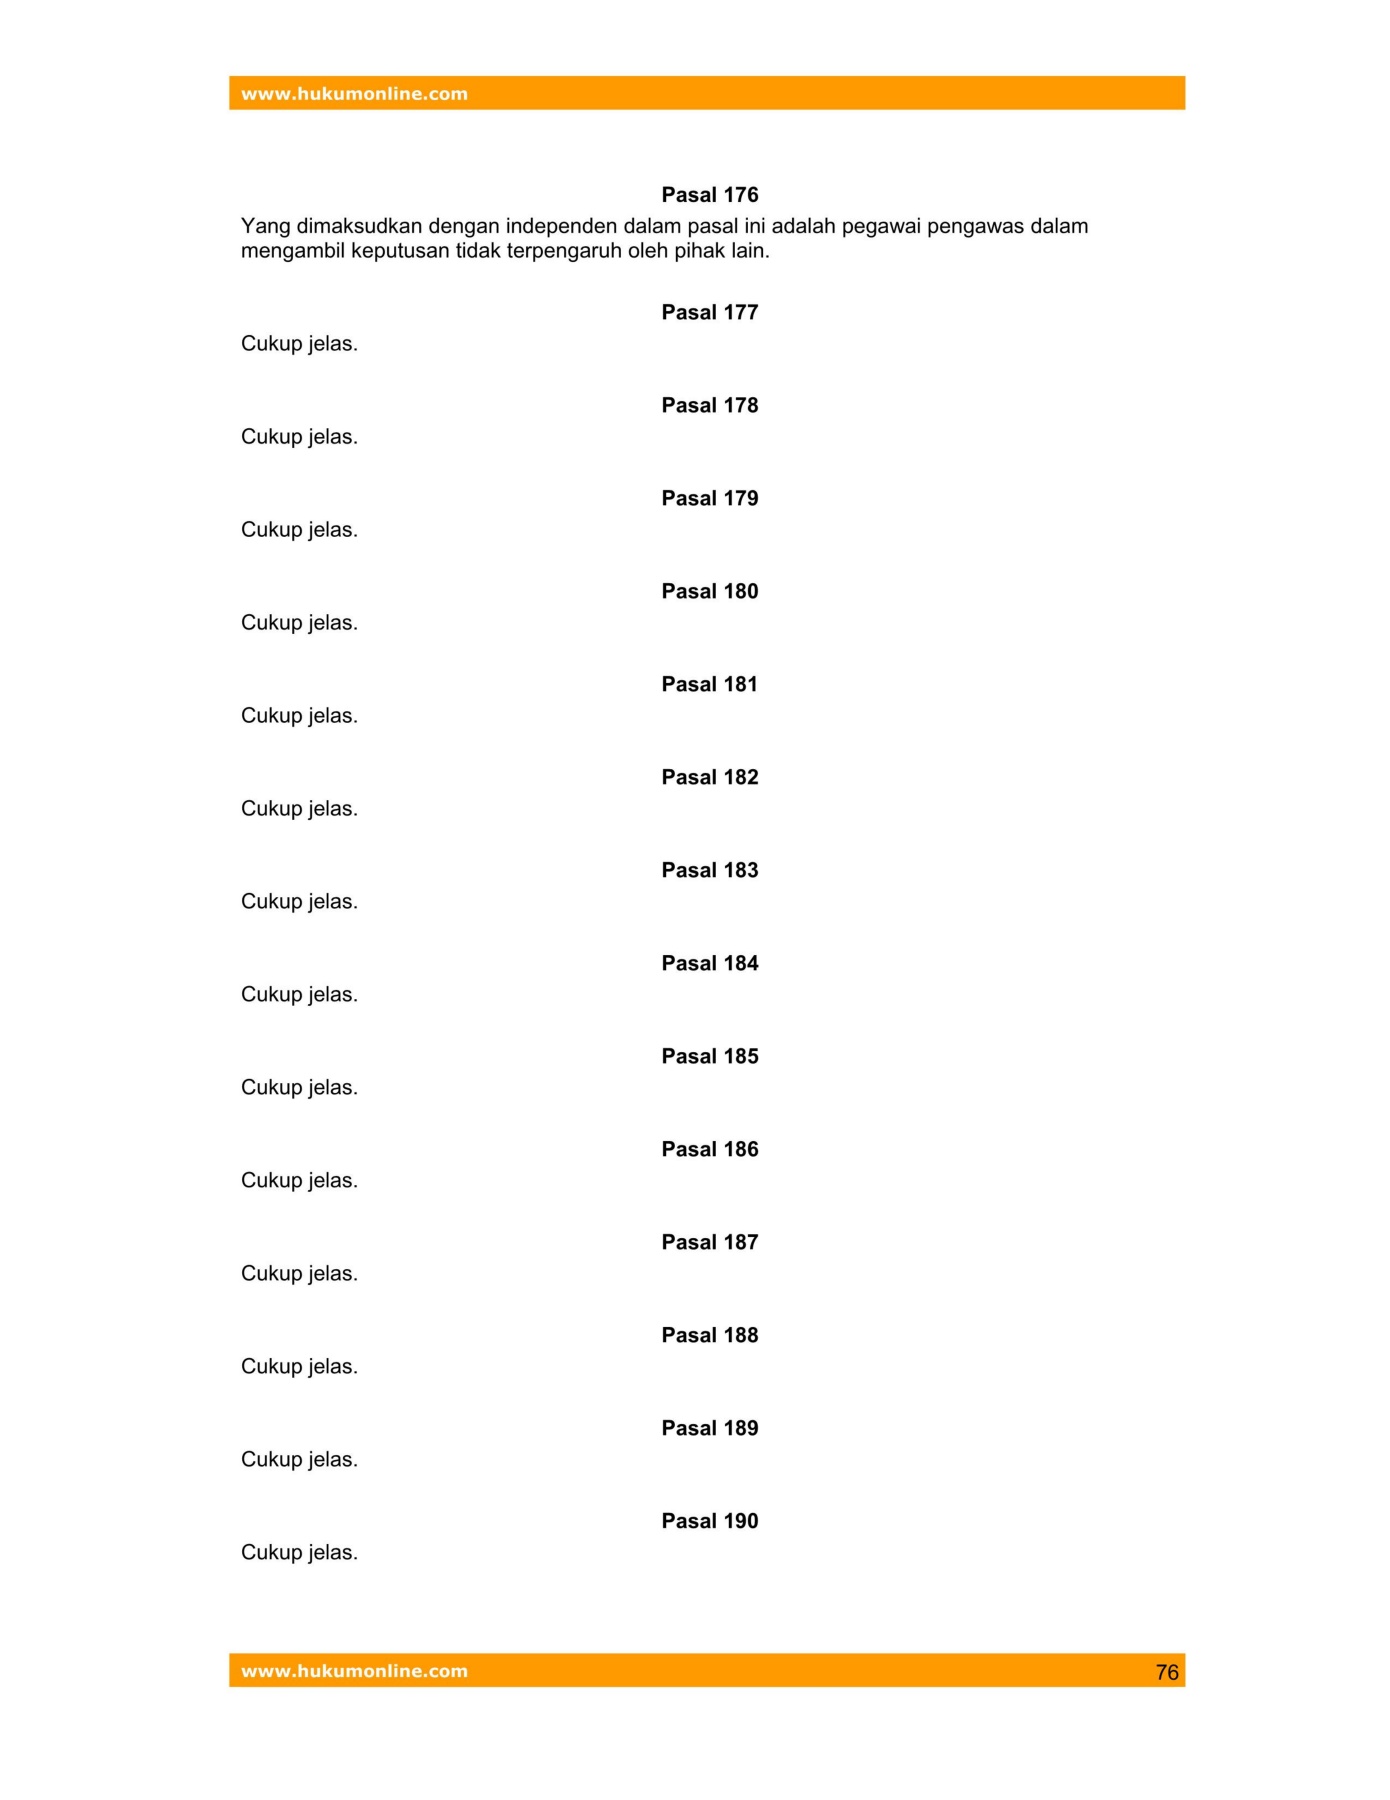 www.hukumonline.com
Pasal 176
Yang dimaksudkan dengan independen dalam pasal ini adalah pegawai pengawas dalam
mengambil keputusan tidak terpengaruh oleh pihak lain.
Pasal 177
Cukup jelas.
Pasal 178
Cukup jelas.
Pasal 179
Cukup jelas.
Pasal 180
Cukup jelas.
Pasal 181
Cukup jelas.
Pasal 182
Cukup jelas.
Pasal 183
Cukup jelas.
Pasal 184
Cukup jelas.
Pasal 185
Cukup jelas.
Pasal 186
Cukup jelas.
Pasal 187
Cukup jelas.
Pasal 188
Cukup jelas.
Pasal 189
Cukup jelas.
Pasal 190
Cukup jelas.
www.hukumonline.com 76